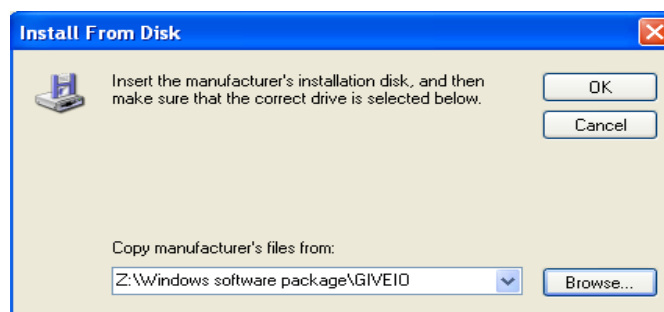 Install From Disk
Insert the manufacturer's installation disk, and then
make sure that the correct drive is selected below.
OK
Cancel
Copy manufacturer's files from:
Z:\Windows software package\GIVEIO
Browse...